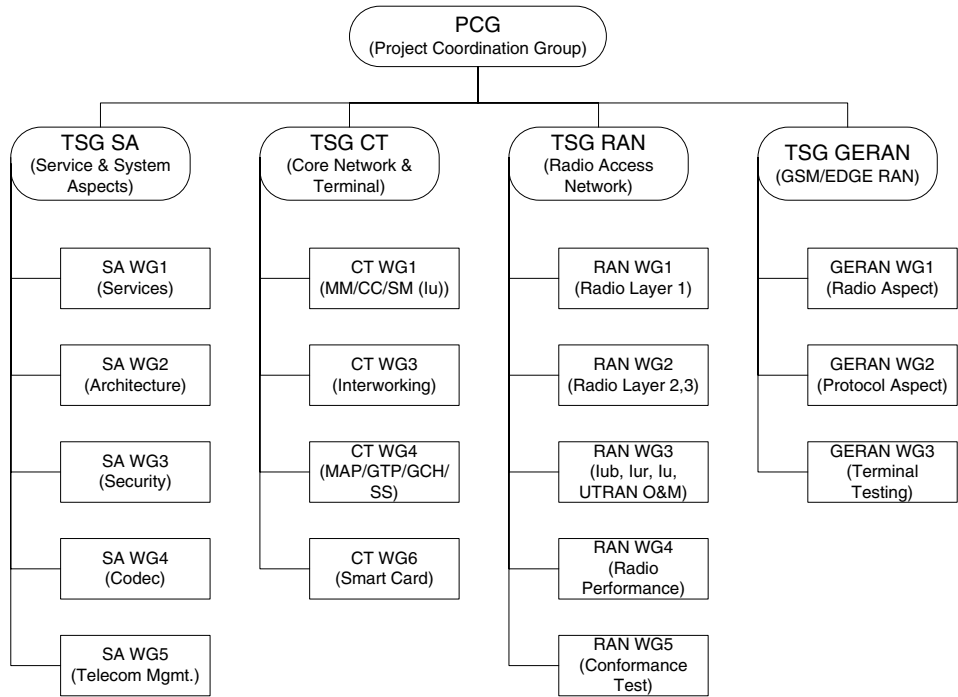 PCG
(Project Coordination Group)
TSG SA
(Service & System
Aspects)
TSG CT
(Core Network &
Terminal)
TSG RAN
(Radio Access
Network)
TSG GERAN
(GSM/EDGE RAN)
SA WG1
(Services)
CT WG1
(MM/CC/SM (Iu))
RAN WG1
(Radio Layer 1)
GERAN WG1
(Radio Aspect)
SA WG2
(Architecture)
CT WG3
(Interworking)
RAN WG2
(Radio Layer 2,3)
GERAN WG2
(Protocol Aspect)
SA WG3
(Security)
CT WG4
(MAP/GTP/GCH/
SS)
RAN WG3
(Iub, Iur, Iu,
UTRAN O&M)
GERAN WG3
(Terminal
Testing)
SA WG4
(Codec)
CT WG6
(Smart Card)
RAN WG4
(Radio
Performance)
SA WG5
(Telecom Mgmt.)
RAN WG5
(Conformance
Test)